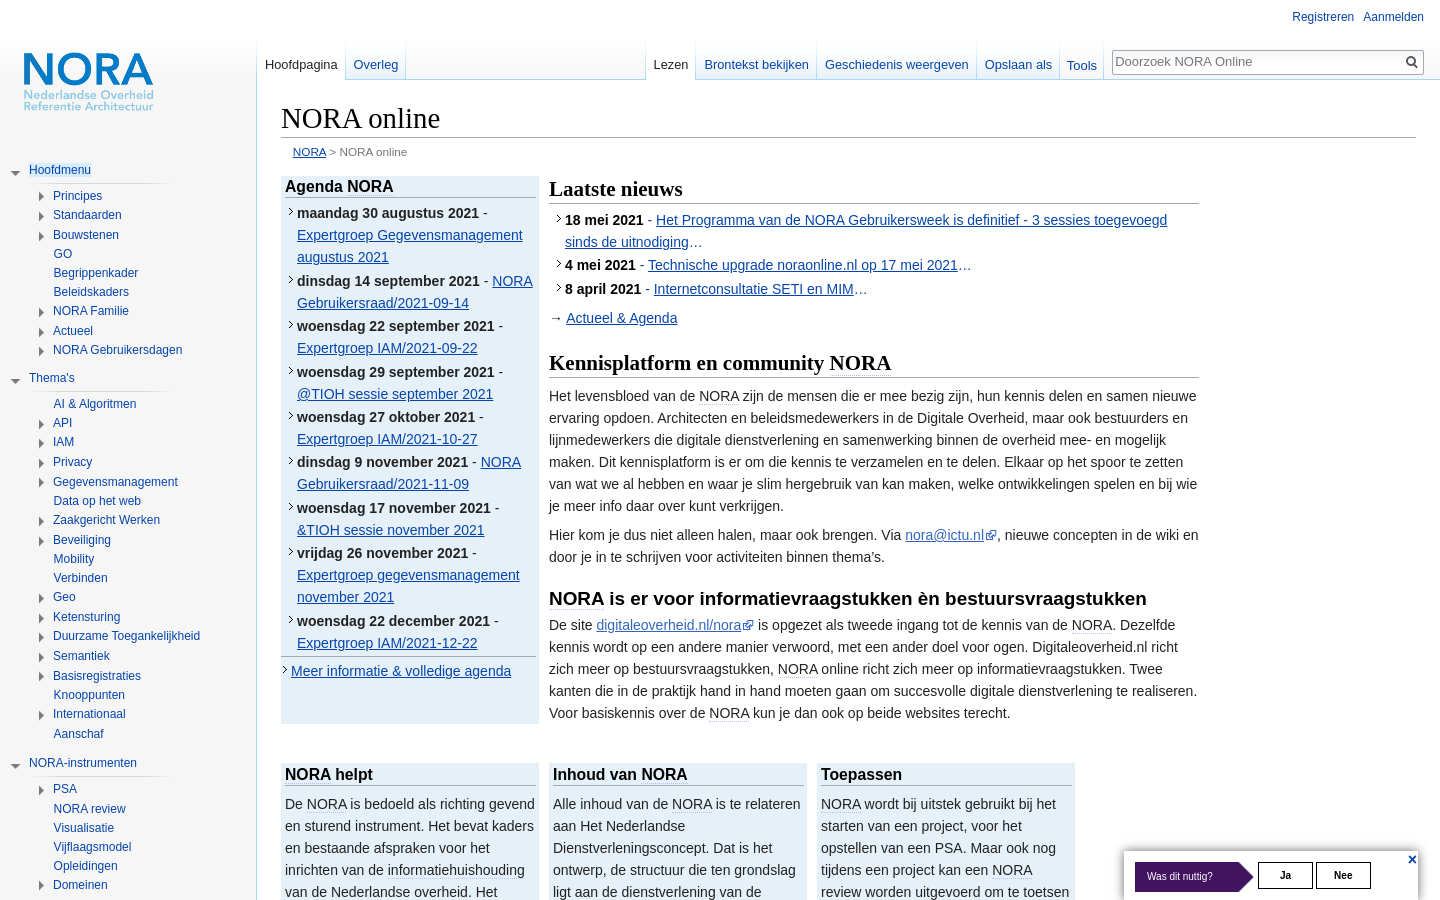 Registreren Aanmelden
NORA
Nederlandse Overheid
Referentie Architectuur
Hoofdpagina Overleg Lezen Brontekst bekijken Geschiedenis weergeven Opslaan als Tools Doorzoek NORA Online
NORA online
NORA > NORA online
Hoofdmenu
Principes
Standaarden
Bouwstenen
GO
Begrippenkader
Beleidskaders
NORA Familie
Actueel
NORA Gebruikersdagen
Thema's
AI & Algoritmen
API
IAM
Privacy
Gegevensmanagement
Data op het web
Zaakgericht Werken
Beveiliging
Mobility
Verbinden
Geo
Ketensturing
Duurzame Toegankelijkheid
Semantiek
Basisregistraties
Knooppunten
Internationaal
Aanschaf
NORA-instrumenten
PSA
NORA review
Visualisatie
Vijflaagsmodel
Opleidingen
Domeinen
Agenda NORA
maandag 30 augustus 2021 -
Expertgroep Gegevensmanagement
augustus 2021
dinsdag 14 september 2021 - NORA
Gebruikersraad/2021-09-14
woensdag 22 september 2021 -
Expertgroep IAM/2021-09-22
woensdag 29 september 2021 -
@TIOH sessie september 2021
woensdag 27 oktober 2021 -
Expertgroep IAM/2021-10-27
dinsdag 9 november 2021 - NORA
Gebruikersraad/2021-11-09
woensdag 17 november 2021 -
&TIOH sessie november 2021
vrijdag 26 november 2021 -
Expertgroep gegevensmanagement
november 2021
woensdag 22 december 2021 -
Expertgroep IAM/2021-12-22
Meer informatie & volledige agenda
Laatste nieuws
18 mei 2021 - Het Programma van de NORA Gebruikersweek is definitief - 3 sessies toegevoegd
sinds de uitnodiging…
4 mei 2021 - Technische upgrade noraonline.nl op 17 mei 2021…
8 april 2021 - Internetconsultatie SETI en MIM…
→ Actueel & Agenda
Kennisplatform en community NORA
Het levensbloed van de NORA zijn de mensen die er mee bezig zijn, hun kennis delen en samen nieuwe
ervaring opdoen. Architecten en beleidsmedewerkers in de Digitale Overheid, maar ook bestuurders en
lijnmedewerkers die digitale dienstverlening en samenwerking binnen de overheid mee- en mogelijk
maken. Dit kennisplatform is er om die kennis te verzamelen en te delen. Elkaar op het spoor te zetten
van wat we al hebben en waar je slim hergebruik van kan maken, welke ontwikkelingen spelen en bij wie
je meer info daar over kunt verkrijgen.
Hier kom je dus niet alleen halen, maar ook brengen. Via nora@ictu.nl, nieuwe concepten in de wiki en
door je in te schrijven voor activiteiten binnen thema's.
NORA is er voor informatievraagstukken èn bestuursvraagstukken
De site digitaleoverheid.nl/nora is opgezet als tweede ingang tot de kennis van de NORA. Dezelfde
kennis wordt op een andere manier verwoord, met een ander doel voor ogen. Digitaleoverheid.nl richt
zich meer op bestuursvraagstukken, NORA online richt zich meer op informatievraagstukken. Twee
kanten die in de praktijk hand in hand moeten gaan om succesvolle digitale dienstverlening te realiseren.
Voor basiskennis over de NORA kun je dan ook op beide websites terecht.
NORA helpt
De NORA is bedoeld als richting gevend
en sturend instrument. Het bevat kaders
en bestaande afspraken voor het
inrichten van de informatiehuishouding
van de Nederlandse overheid. Het
Inhoud van NORA
Alle inhoud van de NORA is te relateren
aan Het Nederlandse
Dienstverleningsconcept. Dat is het
ontwerp, de structuur die ten grondslag
ligt aan de dienstverlening van de
Toepassen
NORA wordt bij uitstek gebruikt bij het
starten van een project, voor het
opstellen van een PSA. Maar ook nog
tijdens een project kan een NORA
review worden uitgevoerd om te toetsen
×
Was dit nuttig? Ja Nee